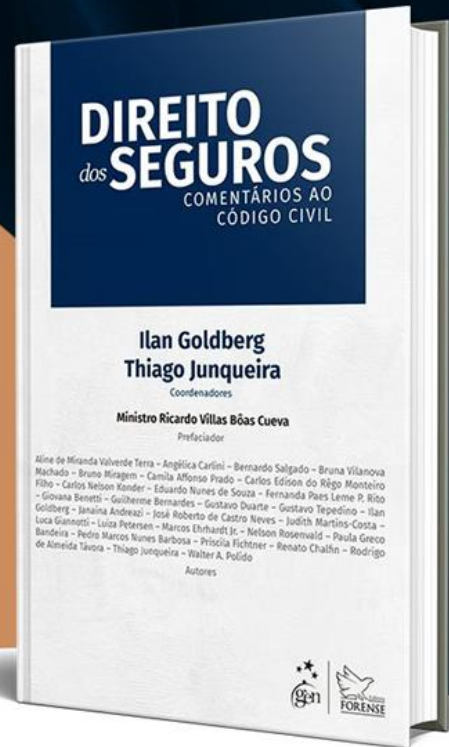 DIREITO
dos SEGUROS
COMENTÁRIOS AO
CÓDIGO CIVIL
Ilan Goldberg
Thiago Junqueira
Coordenadores
Ministro Ricardo Villas Bôas Cueva
Prefaciador
Aline de Miranda Valverde Terra – Angélica Carlini – Bernardo Salgado – Bruna Vilanova
Machado – Bruno Miragem – Camila Affonso Prado – Carlos Edison do Rêgo Monteiro
Filho – Carlos Nelson Konder – Eduardo Nunes de Souza – Fernanda Paes Leme P. Rito
– Giovana Benetti – Guilherme Bernardes – Gustavo Duarte – Gustavo Tepedino – Ilan
Goldberg – Janaina Andreazi – José Roberto de Castro Neves – Judith Martins-Costa –
Luca Giannotti – Luiza Petersen – Marcos Ehrhardt Jr. – Nelson Rosenvald – Paula Greco
Bandeira – Pedro Marcos Nunes Barbosa – Priscila Fichtner – Renato Chalfin – Rodrigo
de Almeida Távora – Thiago Junqueira – Walter A. Polido
Autores
gen
Editora
FORENSE